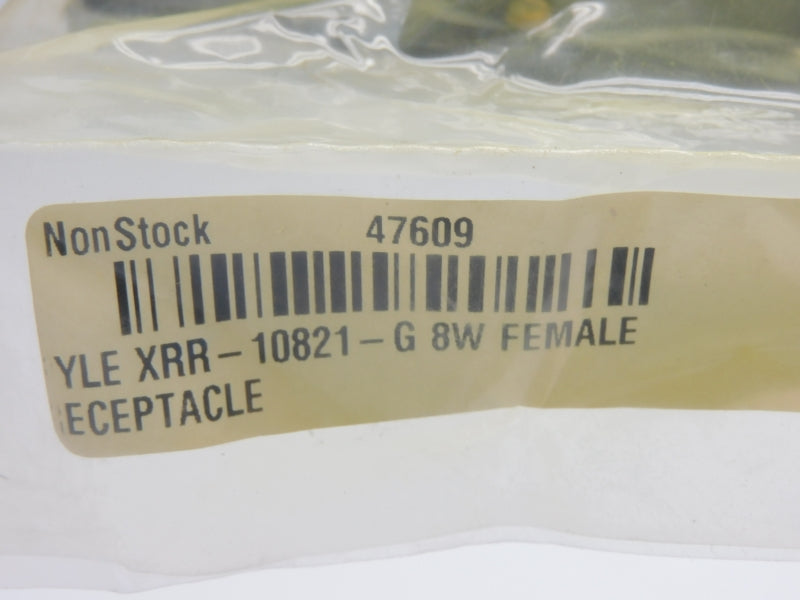 NonStock 47609
YLE XRR-10821-G 8W FEMALE
ECEPTACLE